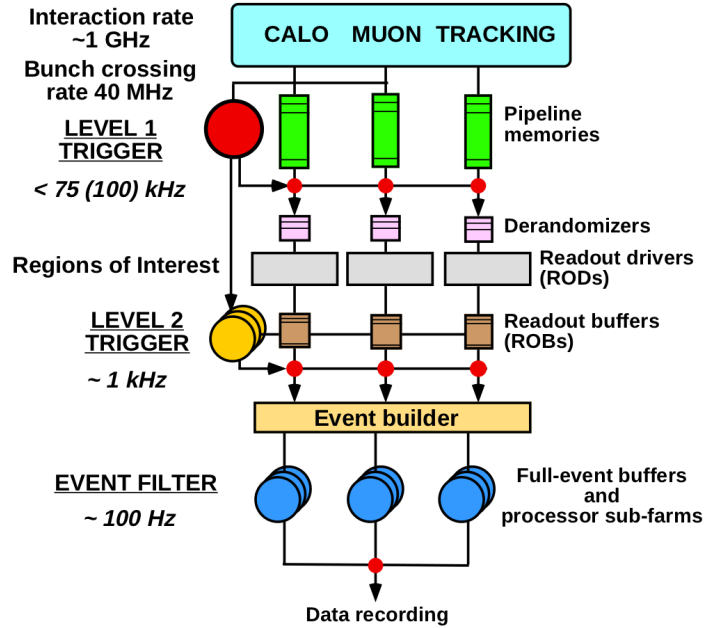 Interaction rate
~1 GHz
CALO MUON TRACKING
Bunch crossing
rate 40 MHz
LEVEL 1
TRIGGER
< 75 (100) kHz
Pipeline
memories
Derandomizers
Regions of Interest
Readout drivers
(RODs)
LEVEL 2
TRIGGER
~ 1 kHz
Readout buffers
(ROBs)
Event builder
EVENT FILTER
~ 100 Hz
Full-event buffers
and
processor sub-farms
Data recording